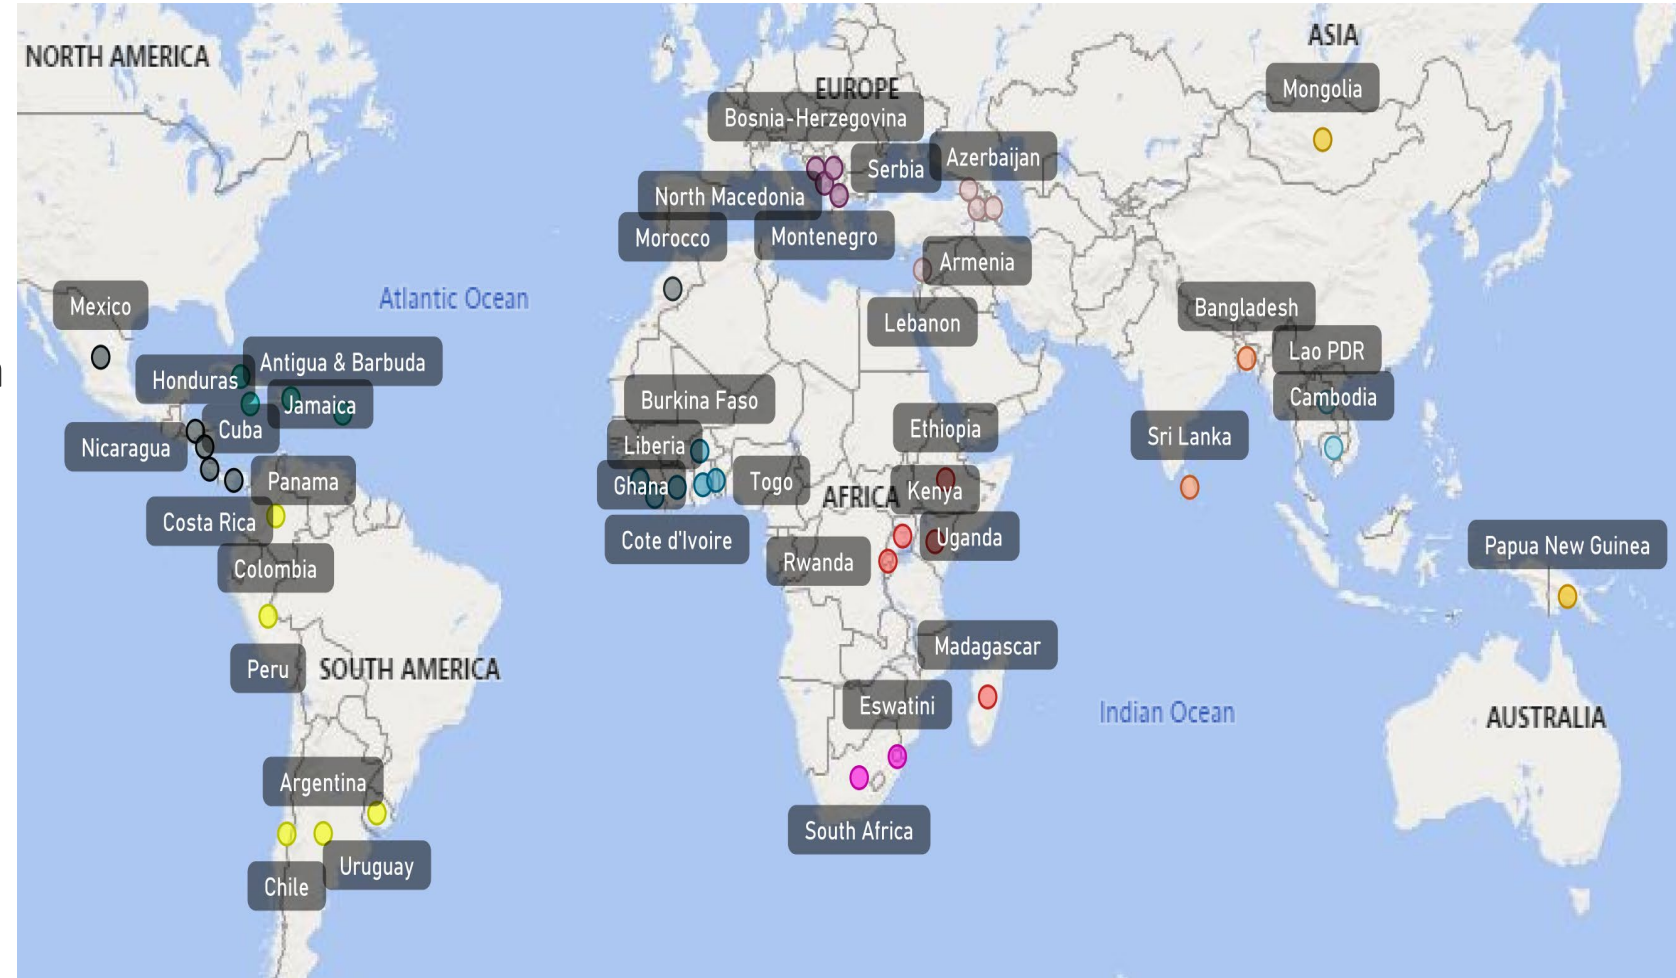 NORTH AMERICA
ASIA
EUROPE
Mongolia
Bosnia-Herzegovina
Serbia
Azerbaijan
North Macedonia
Morocco
Montenegro
Armenia
Atlantic Ocean
Mexico
Bangladesh
Lebanon
Antigua & Barbuda
Honduras
Lao PDR
Jamaica
Burkina Faso
Cambodia
Cuba
Ethiopia
Nicaragua
Liberia
Sri Lanka
Panama
Ghana
Togo
AFRICA
Kenya
Costa Rica
Cote d'Ivoire
Uganda
Rwanda
Papua New Guinea
Colombia
Madagascar
Peru
SOUTH AMERICA
Eswatini
Indian Ocean
AUSTRALIA
Argentina
South Africa
Uruguay
Chile